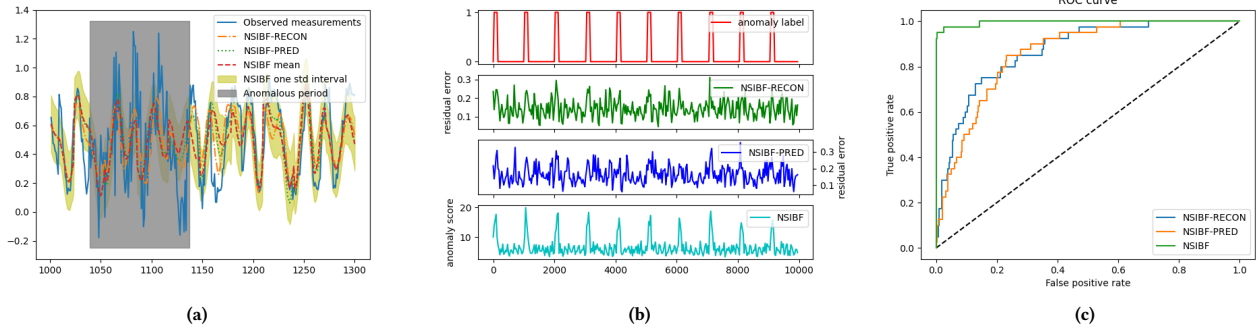 1.4
1.2
1.0
0.8
0.6
0.4
0.2
0.0
−0.2
1000 1050 1100 1150 1200 1250 1300
Observed measurements
NSIBF-RECON
NSIBF-PRED
NSIBF mean
NSIBF one std interval
Anomalous period
(a)
1
0
anomaly label
residual error
0.3
0.2
0.1
NSIBF-RECON
NSIBF-PRED
0.3
0.2
0.1
residual error
anomaly score
20
10
NSIBF
0 2000 4000 6000 8000 10000
(b)
ROC curve
True positive rate
1.0
0.8
0.6
0.4
0.2
0.0
NSIBF-RECON
NSIBF-PRED
NSIBF
0.0 0.2 0.4 0.6 0.8 1.0
False positive rate
(c)